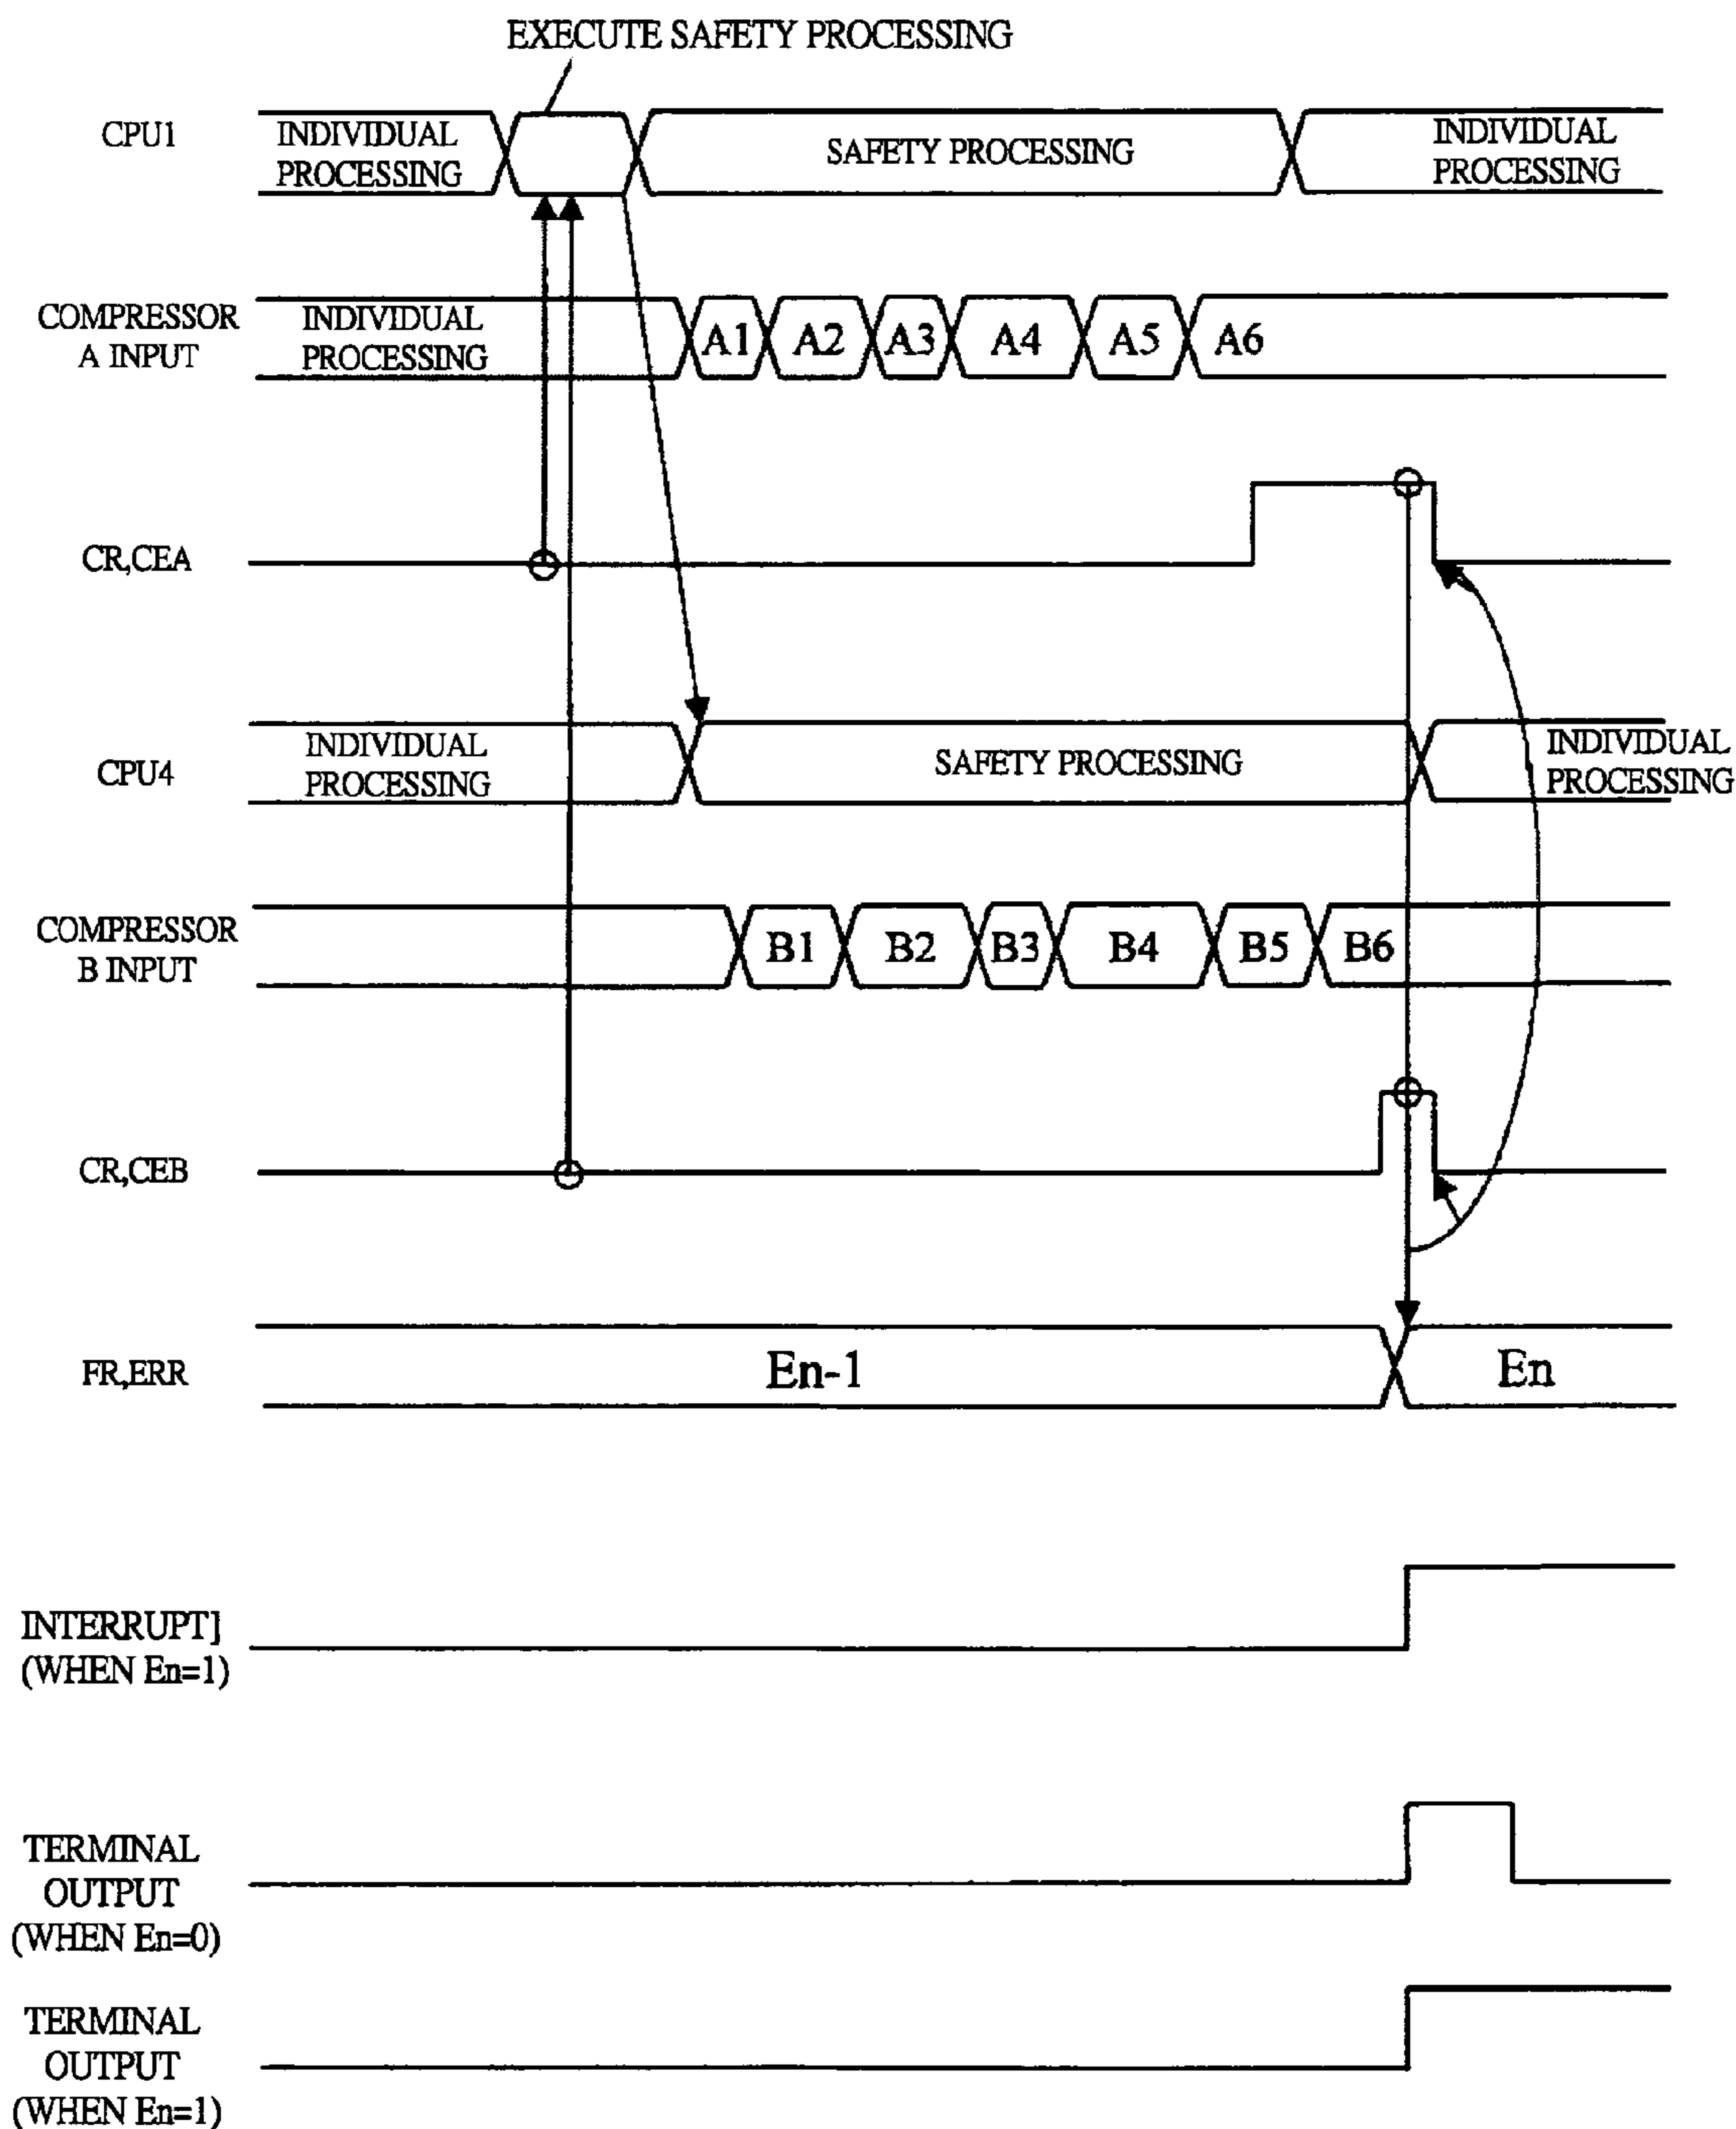 EXECUTE SAFETY PROCESSING
CPU1
INDIVIDUAL
PROCESSING
SAFETY PROCESSING
INDIVIDUAL
PROCESSING
COMPRESSOR
A INPUT
INDIVIDUAL
PROCESSING
A1
A2
A3
A4
A5
A6
CR,CEA
CPU4
INDIVIDUAL
PROCESSING
SAFETY PROCESSING
INDIVIDUAL
PROCESSING
COMPRESSOR
B INPUT
B1
B2
B3
B4
B5
B6
CR,CEB
FR,ERR
En-1
En
INTERRUPT]
(WHEN En=1)
TERMINAL
OUTPUT
(WHEN En=0)
TERMINAL
OUTPUT
(WHEN En=1)